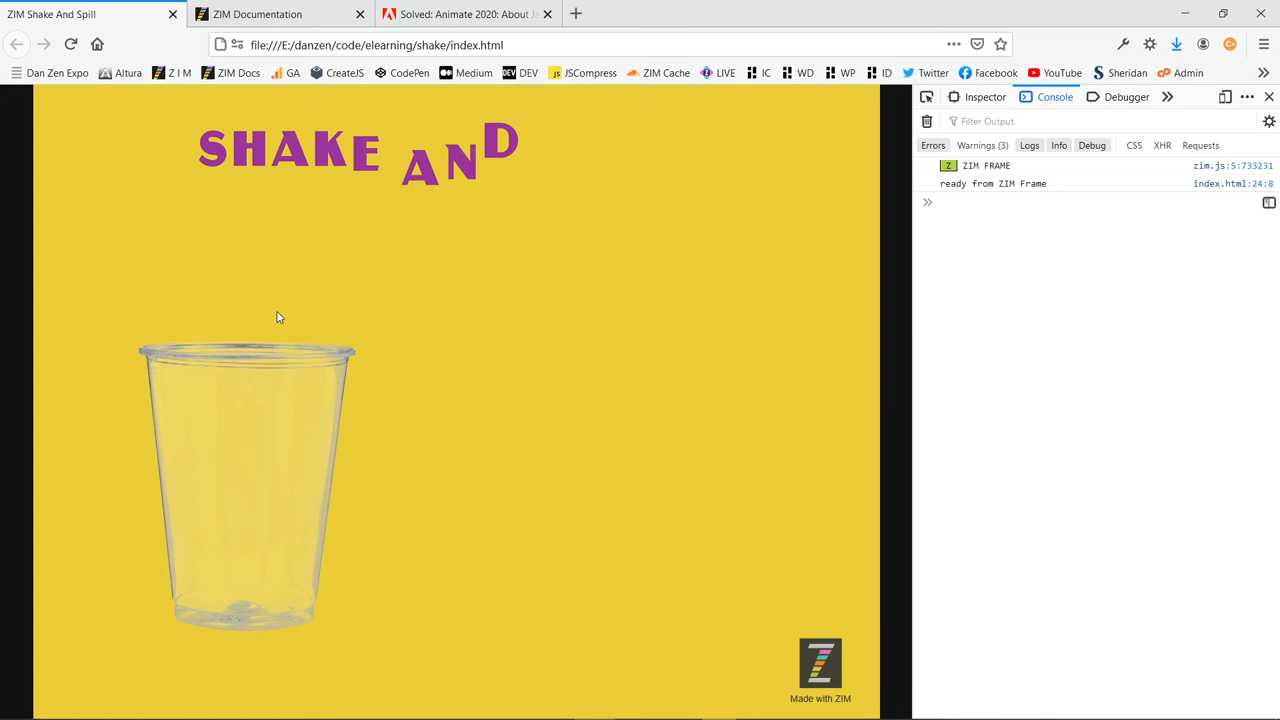 ZIM Shake And Spill
ZIM Documentation
Solved: Animate 2020: About Ja
file:///E:/danzen/code/elearning/shake/index.html
Dan Zen Expo Altura Z I M ZIM Docs GA CreateJS CodePen Medium DEV DEV JSCompress ZIM Cache LIVE IC WD WP ID Twitter Facebook YouTube Sheridan Admin
Inspector Console Debugger
Filter Output
Errors Warnings (3) Logs Info Debug CSS XHR Requests
Z ZIM FRAME zim.js:5:733231
ready from ZIM Frame index.html:24:8
SHAKE AND
Made with ZIM